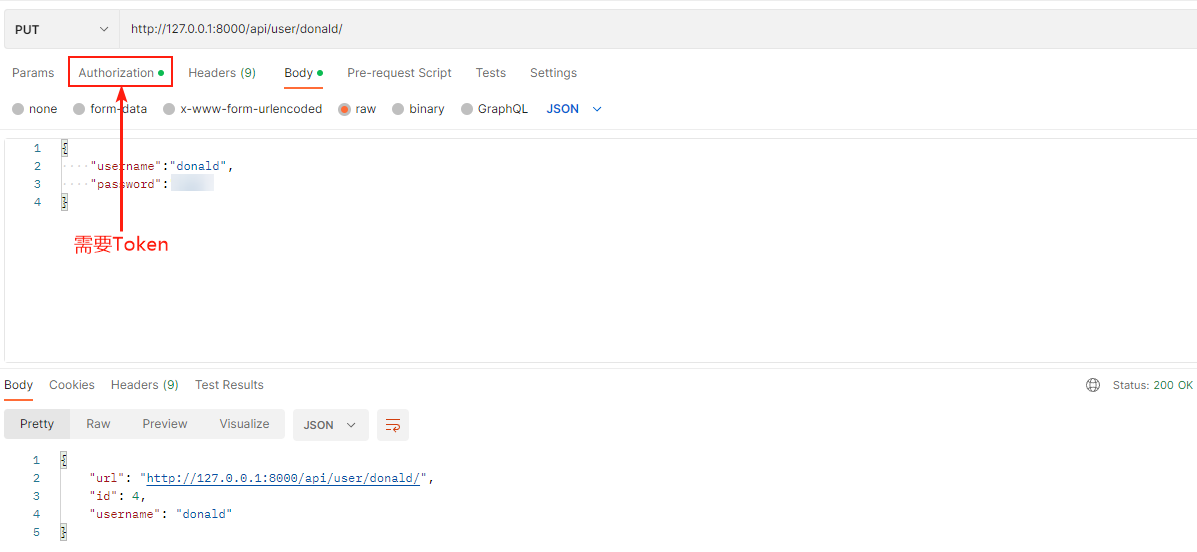 PUT http://127.0.0.1:8000/api/user/donald/
Params Authorization Headers (9) Body Pre-request Script Tests Settings
none form-data x-www-form-urlencoded raw binary GraphQL JSON
1 {
2 "username":"donald",
3 "password":
4 }
需要Token
Body Cookies Headers (9) Test Results Status: 200 OK
Pretty Raw Preview Visualize JSON
1 {
2 "url": "http://127.0.0.1:8000/api/user/donald/",
3 "id": 4,
4 "username": "donald"
5 }